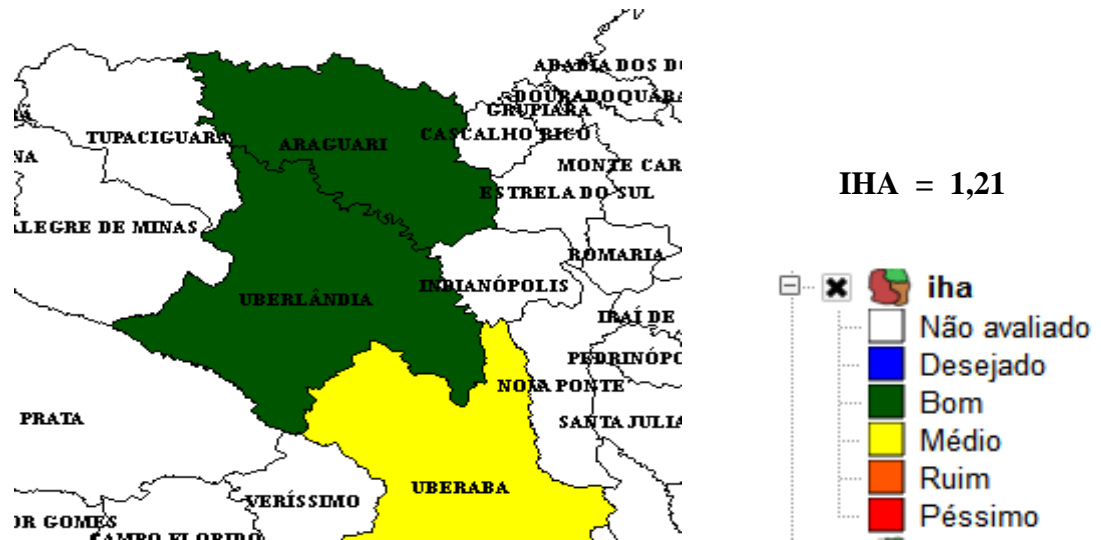 ABADIA DOS D
DOURADOQUARA
GRUPIARA
TUPACIGUARA
ARAGUARI
CASCALHO RICO
NA
MONTE CAR
ESTRELA DO SUL
ALEGRE DE MINAS
ROMARIA
INDIANÓPOLIS
UBERLÂNDIA
IRAÍ DE
PEDRINÓPO
NOVA PONTE
PRATA
SANTA JULIA
UBERABA
VERÍSSIMO
OR GOMES
CAMPO FLORIDO
IHA = 1,21
iha
Não avaliado
Desejado
Bom
Médio
Ruim
Péssimo